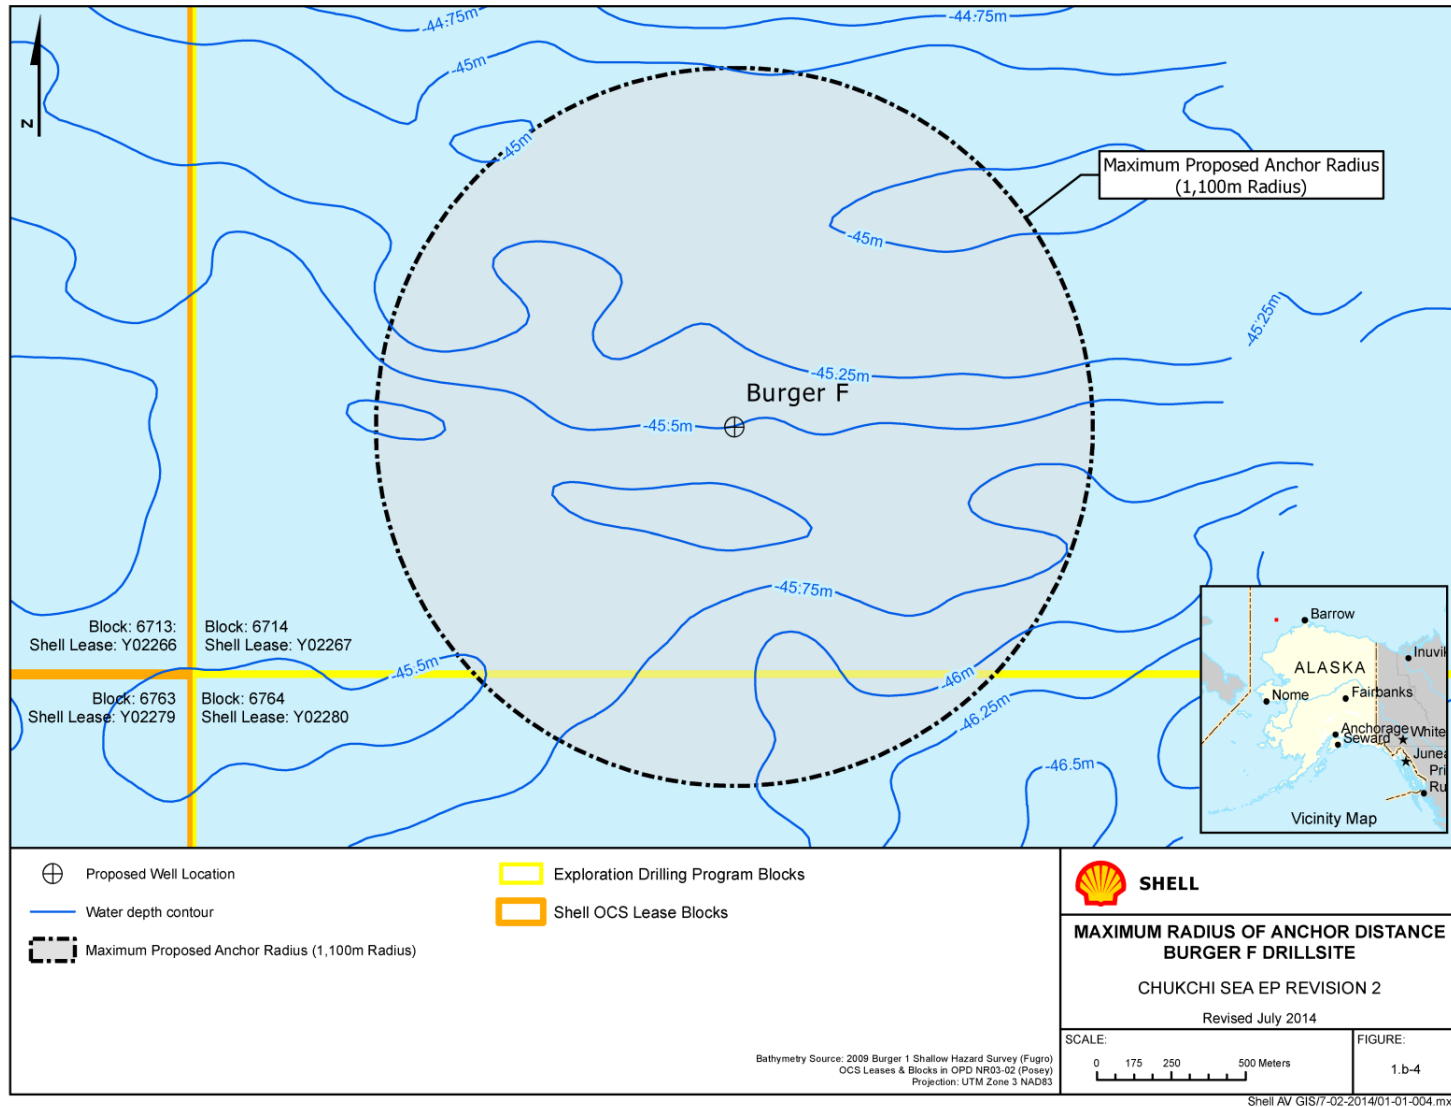 -44.75m
-44.75m
-45m
-45m
N
Maximum Proposed Anchor Radius
(1,100m Radius)
-45m
-45.25m
-45.25m
Burger F
-45.5m
-45.75m
Block: 6713:
Shell Lease: Y02266
Block: 6714
Shell Lease: Y02267
-45.5m
-46m
Block: 6763
Shell Lease: Y02279
Block: 6764
Shell Lease: Y02280
-46.25m
-46.5m
Barrow
Inuvik
ALASKA
Nome
Fairbanks
Anchorage
White
Seward
Junea
Pri
Ru
Vicinity Map
Proposed Well Location
Water depth contour
Maximum Proposed Anchor Radius (1,100m Radius)
Exploration Drilling Program Blocks
Shell OCS Lease Blocks
Bathymetry Source: 2009 Burger 1 Shallow Hazard Survey (Fugro)
OCS Leases & Blocks in OPD NR03-02 (Posey)
Projection: UTM Zone 3 NAD83
SHELL
MAXIMUM RADIUS OF ANCHOR DISTANCE
BURGER F DRILLSITE
CHUKCHI SEA EP REVISION 2
Revised July 2014
SCALE:
0 175 250 500 Meters
FIGURE:
1.b-4
Shell AV GIS/7-02-2014/01-01-004.mx